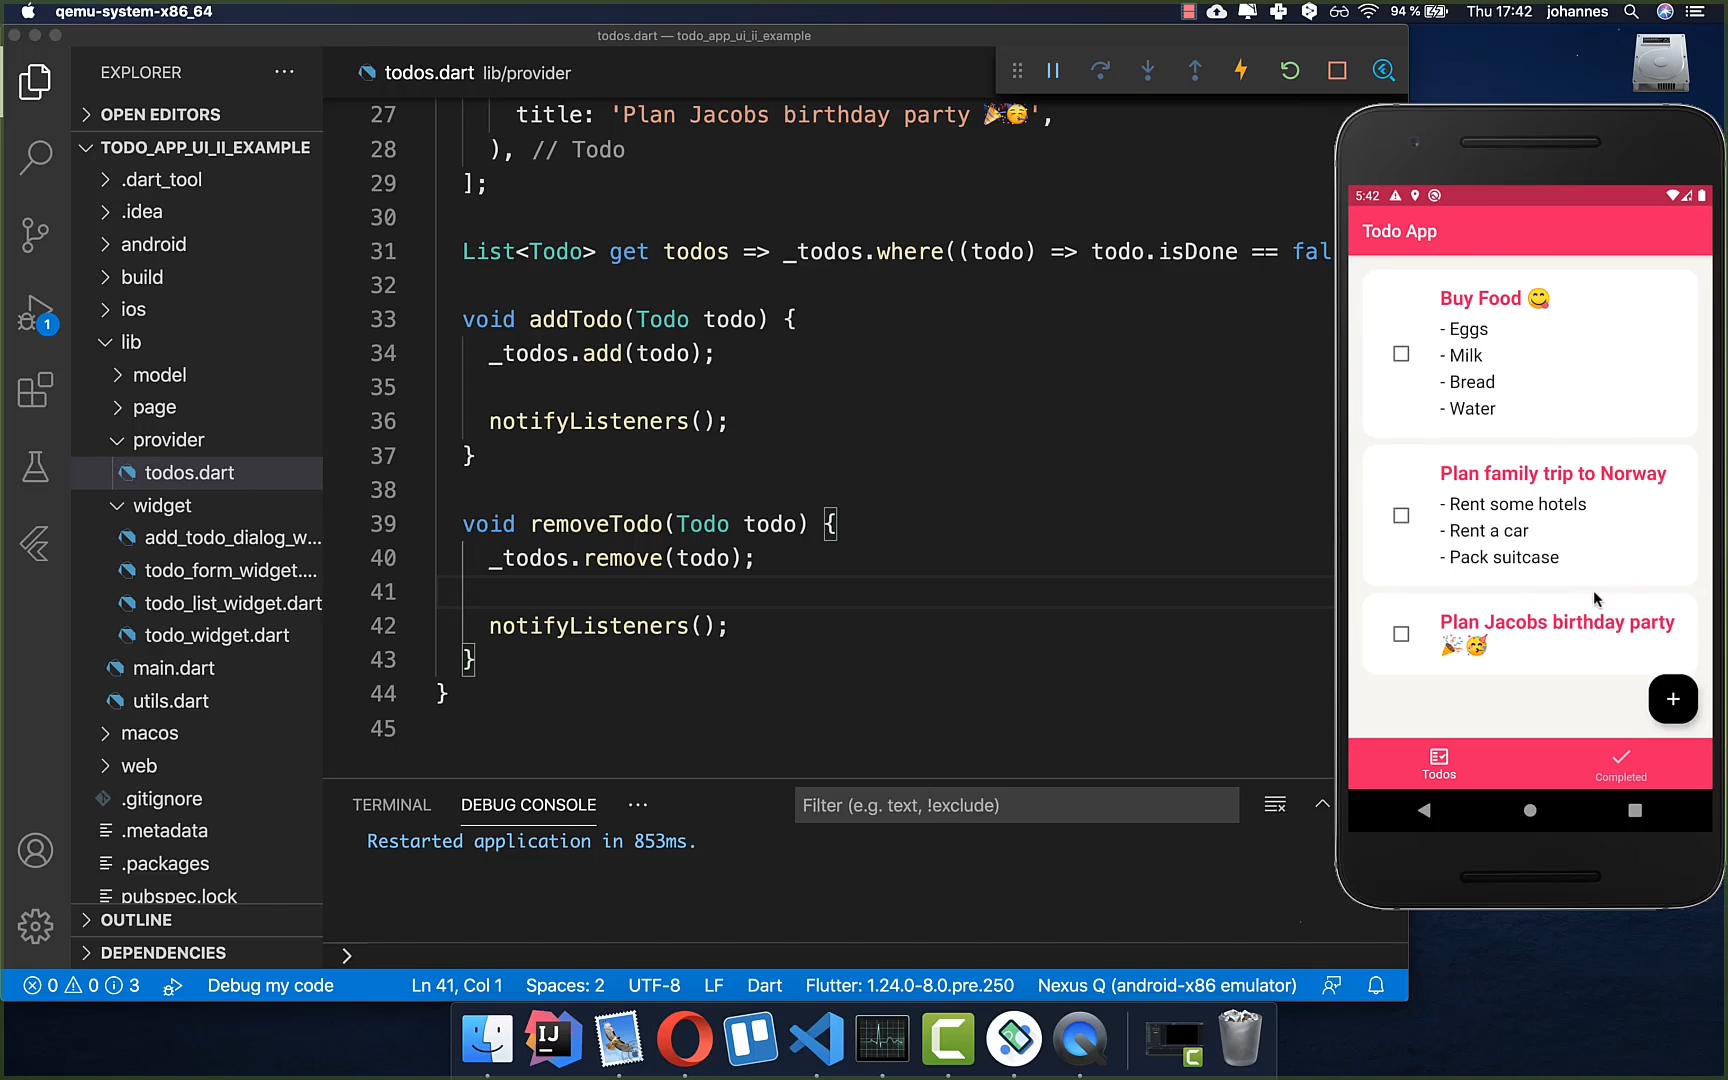 qemu-system-x86_64
94 %
Thu 17:42
johannes
todos.dart — todo_app_ui_ii_example
EXPLORER
todos.dart lib/provider
OPEN EDITORS
TODO_APP_UI_II_EXAMPLE
.dart_tool
.idea
android
build
ios
lib
model
page
provider
todos.dart
widget
add_todo_dialog_w...
todo_form_widget....
todo_list_widget.dart
todo_widget.dart
main.dart
utils.dart
macos
web
.gitignore
.metadata
.packages
pubspec.lock
OUTLINE
DEPENDENCIES
1
27 title: 'Plan Jacobs birthday party 🎉🥳',
28 ), // Todo
29 ];
30
31 List<Todo> get todos => _todos.where((todo) => todo.isDone == fal
32
33 void addTodo(Todo todo) {
34 _todos.add(todo);
35
36 notifyListeners();
37 }
38
39 void removeTodo(Todo todo) {
40 _todos.remove(todo);
41
42 notifyListeners();
43 }
44 }
45
TERMINAL DEBUG CONSOLE ...
Filter (e.g. text, !exclude)
Restarted application in 853ms.
0 0 3
Debug my code
Ln 41, Col 1
Spaces: 2
UTF-8
LF
Dart
Flutter: 1.24.0-8.0.pre.250
Nexus Q (android-x86 emulator)
5:42
Todo App
Buy Food 😋
- Eggs
- Milk
- Bread
- Water
Plan family trip to Norway
- Rent some hotels
- Rent a car
- Pack suitcase
Plan Jacobs birthday party
🎉🥳
+
Todos
Completed
IJ
C
C